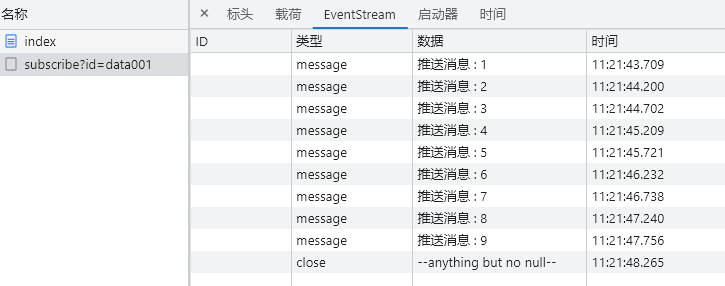 名称 × 标头 载荷 EventStream 启动器 时间
index ID 类型 数据 时间
subscribe?id=data001 message 推送消息 : 1 11:21:43.709
message 推送消息 : 2 11:21:44.200
message 推送消息 : 3 11:21:44.702
message 推送消息 : 4 11:21:45.209
message 推送消息 : 5 11:21:45.721
message 推送消息 : 6 11:21:46.232
message 推送消息 : 7 11:21:46.738
message 推送消息 : 8 11:21:47.240
message 推送消息 : 9 11:21:47.756
close --anything but no null-- 11:21:48.265